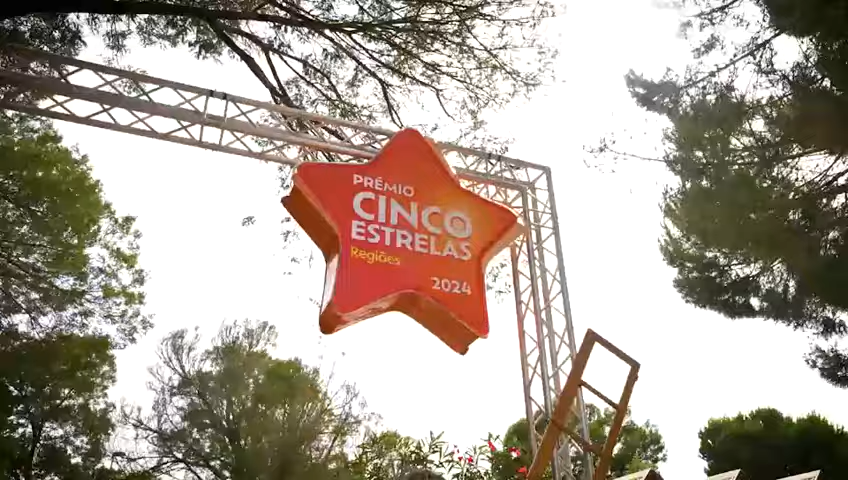 PRÉMIO
CINCO
ESTRELAS
Regiões
2024